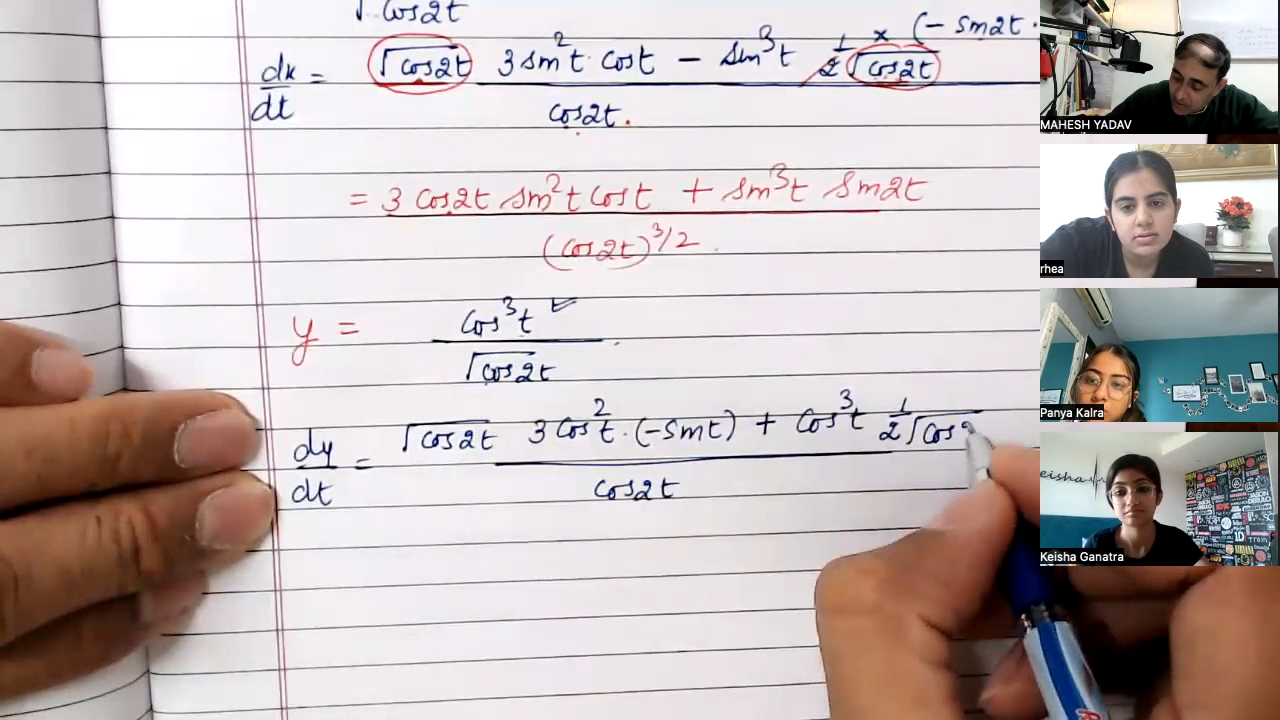 √cos2t
dx/dt = √cos2t 3sin²t cost − sin³t 1/2√cos2t × (−sin2t ·
cos2t.
= 3 cos2t sin²t cost + sin³t sin2t
(cos2t)^3/2.
y = cos³t
√cos2t
dy/dt = √cos2t 3cos²t·(−sint) + cos³t 1/2√cos2
cos2t
MAHESH YADAV
rhea
Panya Kalra
Keisha
Keisha Ganatra